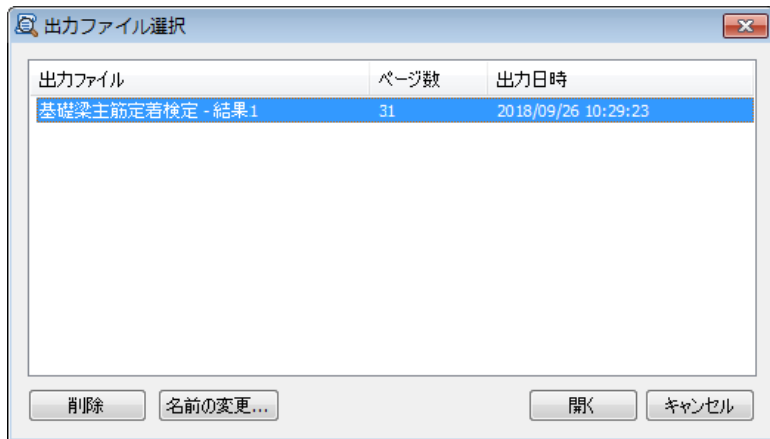 出力ファイル選択
出力ファイル ページ数 出力日時
基礎梁主筋定着検定 - 結果1 31 2018/09/26 10:29:23
削除 名前の変更... 開く キャンセル